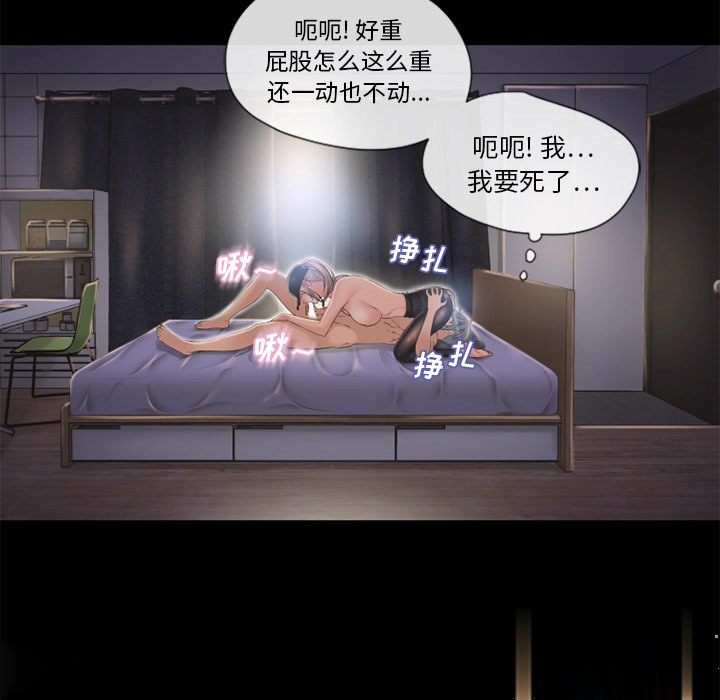 呃呃! 好重
屁股怎么这么重
还一动也不动...
呃呃! 我...
我要死了...
挣扎
啾~
啾~
挣扎